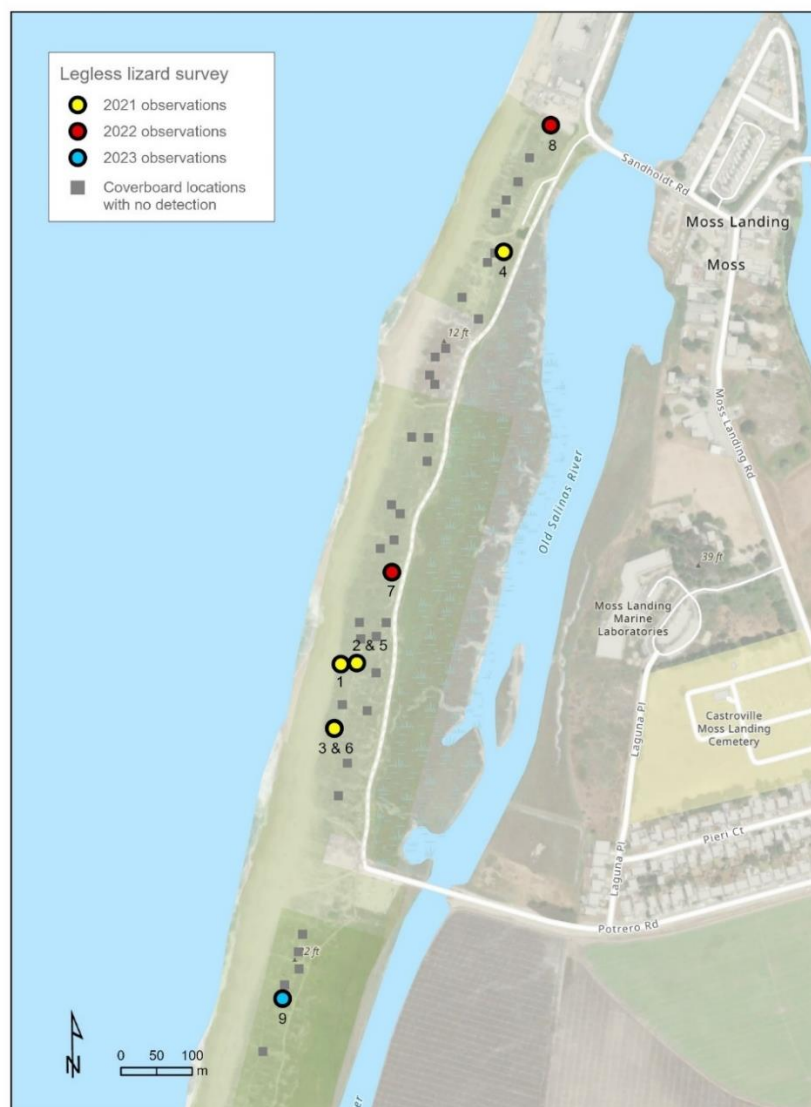 Legless lizard survey
2021 observations
2022 observations
2023 observations
Coverboard locations
with no detection
8
Sandholdt Rd
Moss Landing
Moss
4
12 ft
Moss Landing Rd
Old Salinas River
39 ft
7
Moss Landing
Marine
Laboratories
2 & 5
1
Castroville
Moss Landing
Cemetery
3 & 6
Laguna Pl
Pieri Ct
Laguna Pl
Potrero Rd
9
N
0 50 100
m